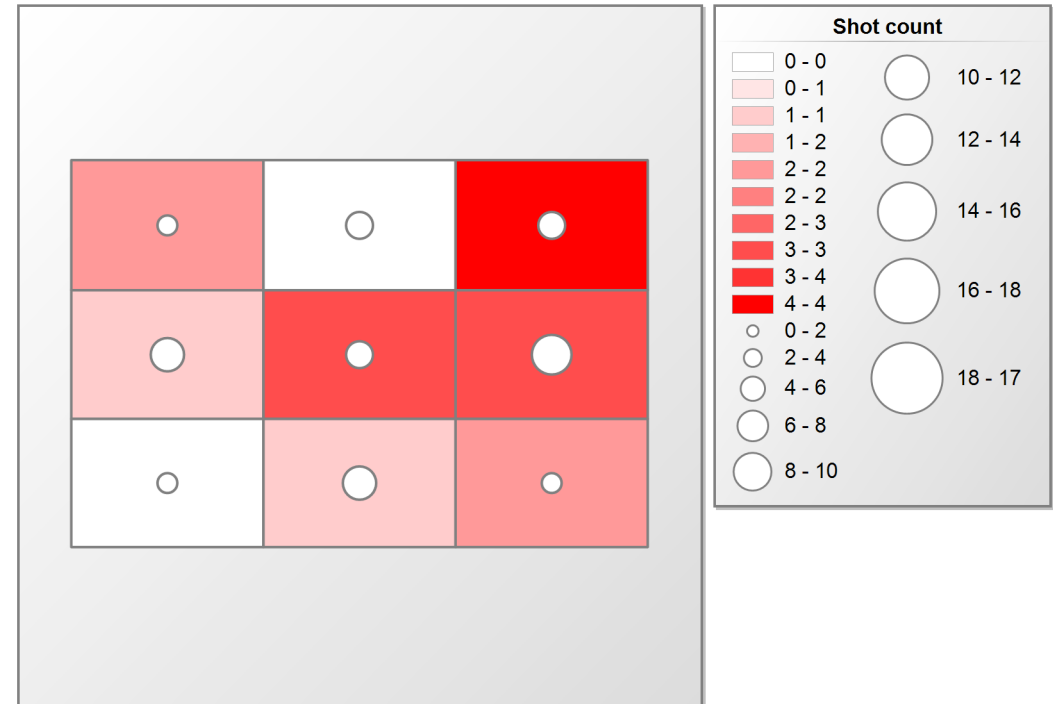 Shot count
0 - 0
0 - 1
1 - 1
1 - 2
2 - 2
2 - 2
2 - 3
3 - 3
3 - 4
4 - 4
0 - 2
2 - 4
4 - 6
6 - 8
8 - 10
10 - 12
12 - 14
14 - 16
16 - 18
18 - 17